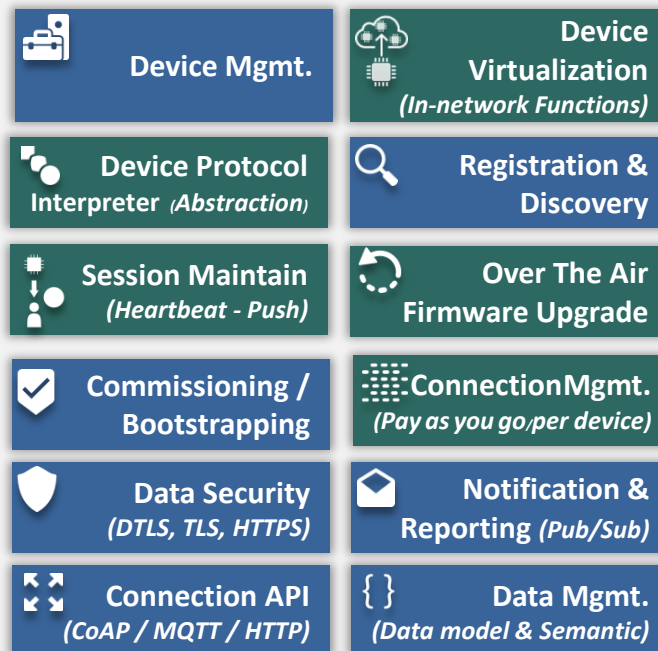 Device Mgmt.
Device
Virtualization
(In-network Functions)
Device Protocol
Interpreter (Abstraction)
Registration &
Discovery
Session Maintain
(Heartbeat - Push)
Over The Air
Firmware Upgrade
Commissioning /
Bootstrapping
Connection Mgmt.
(Pay as you go/per device)
Data Security
(DTLS, TLS, HTTPS)
Notification &
Reporting (Pub/Sub)
Connection API
(CoAP / MQTT / HTTP)
{ }
Data Mgmt.
(Data model & Semantic)